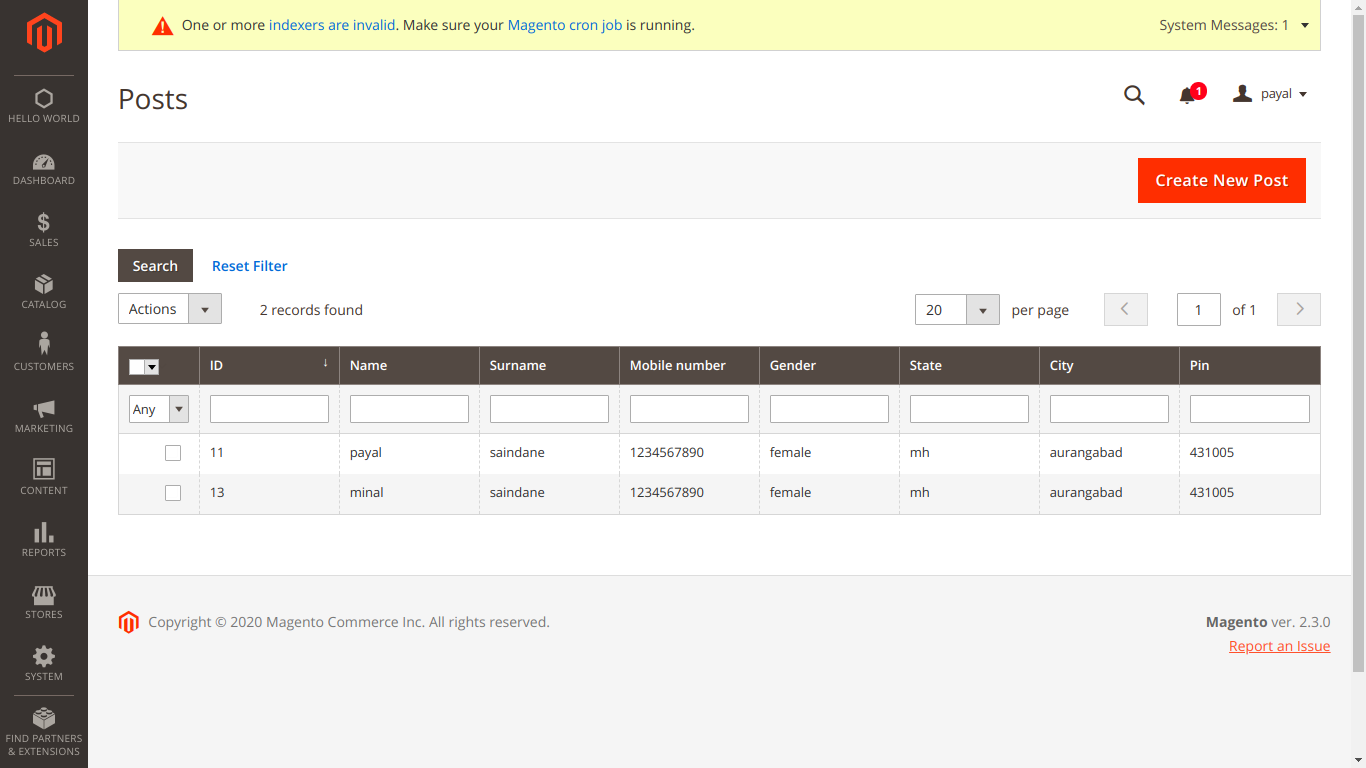 One or more indexers are invalid. Make sure your Magento cron job is running.
System Messages: 1
HELLO WORLD
DASHBOARD
SALES
CATALOG
CUSTOMERS
MARKETING
CONTENT
REPORTS
STORES
SYSTEM
FIND PARTNERS
& EXTENSIONS
Posts
1
payal
Create New Post
Search Reset Filter
Actions 2 records found 20 per page 1 of 1
ID ↓ Name Surname Mobile number Gender State City Pin
Any
11 payal saindane 1234567890 female mh aurangabad 431005
13 minal saindane 1234567890 female mh aurangabad 431005
Copyright © 2020 Magento Commerce Inc. All rights reserved.
Magento ver. 2.3.0
Report an Issue